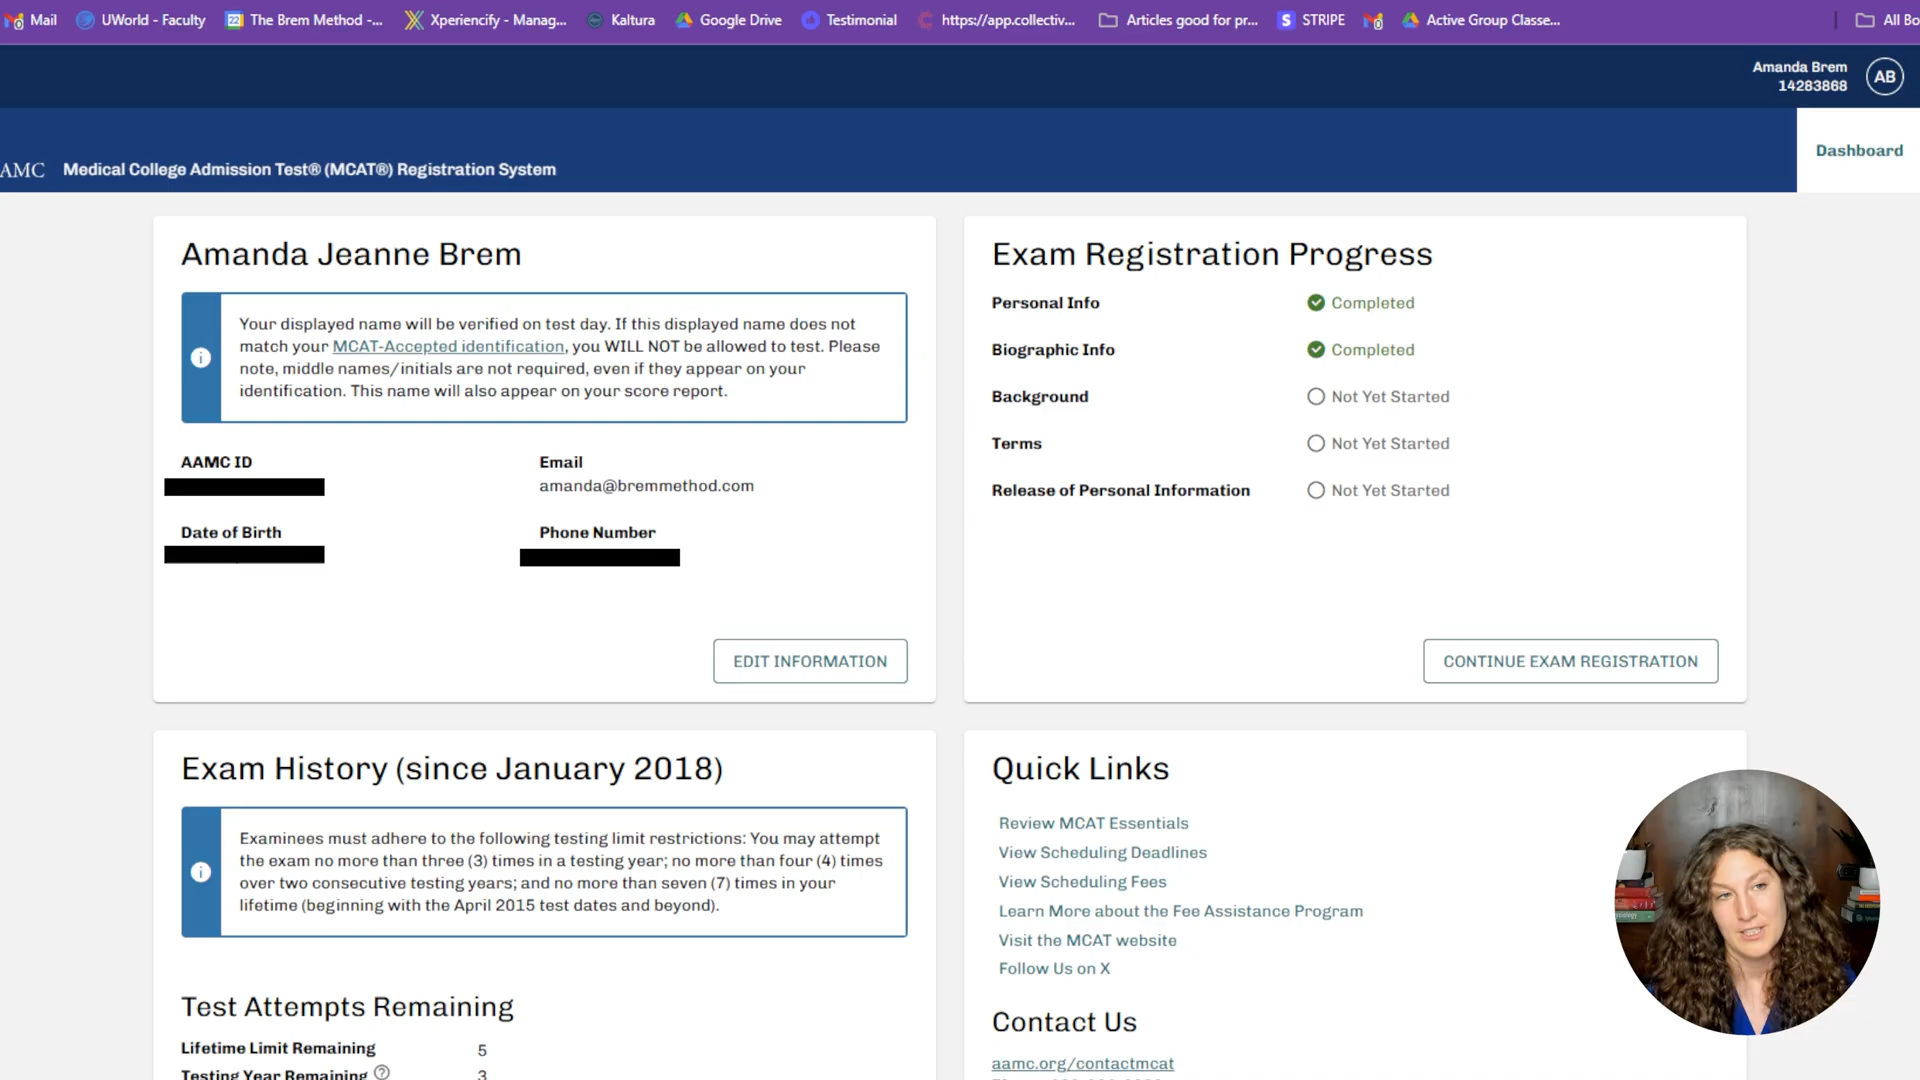 Mail
UWorld - Faculty
The Brem Method -...
Xperiencify - Manag...
Kaltura
Google Drive
Testimonial
https://app.collectiv...
Articles good for pr...
STRIPE
Active Group Classe...
All Bo
Amanda Brem
14283868
AB
AMC
Medical College Admission Test® (MCAT®) Registration System
Dashboard
Amanda Jeanne Brem
Your displayed name will be verified on test day. If this displayed name does not
match your MCAT-Accepted identification, you WILL NOT be allowed to test. Please
note, middle names/initials are not required, even if they appear on your
identification. This name will also appear on your score report.
AAMC ID
Email
amanda@bremmethod.com
Date of Birth
Phone Number
EDIT INFORMATION
Exam Registration Progress
Personal Info Completed
Biographic Info Completed
Background Not Yet Started
Terms Not Yet Started
Release of Personal Information Not Yet Started
CONTINUE EXAM REGISTRATION
Exam History (since January 2018)
Examinees must adhere to the following testing limit restrictions: You may attempt
the exam no more than three (3) times in a testing year; no more than four (4) times
over two consecutive testing years; and no more than seven (7) times in your
lifetime (beginning with the April 2015 test dates and beyond).
Test Attempts Remaining
Lifetime Limit Remaining 5
Testing Year Remaining 3
Quick Links
Review MCAT Essentials
View Scheduling Deadlines
View Scheduling Fees
Learn More about the Fee Assistance Program
Visit the MCAT website
Follow Us on X
Contact Us
aamc.org/contactmcat